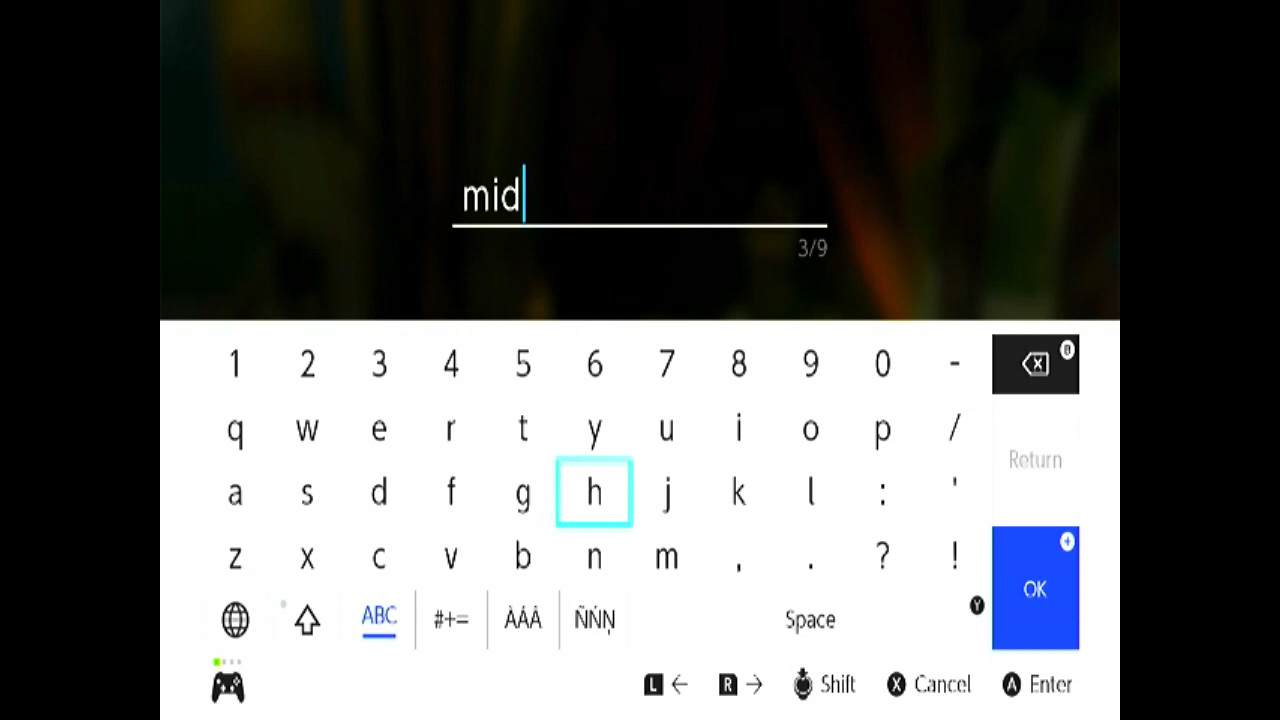 mid
3/9
1 2 3 4 5 6 7 8 9 0 -
q w e r t y u i o p /
Return
a s d f g h j k l : '
z x c v b n m , . ? !
OK
ABC #+= ÀÁÂ ÑŃŅ Space Y
L ← R → Shift X Cancel A Enter